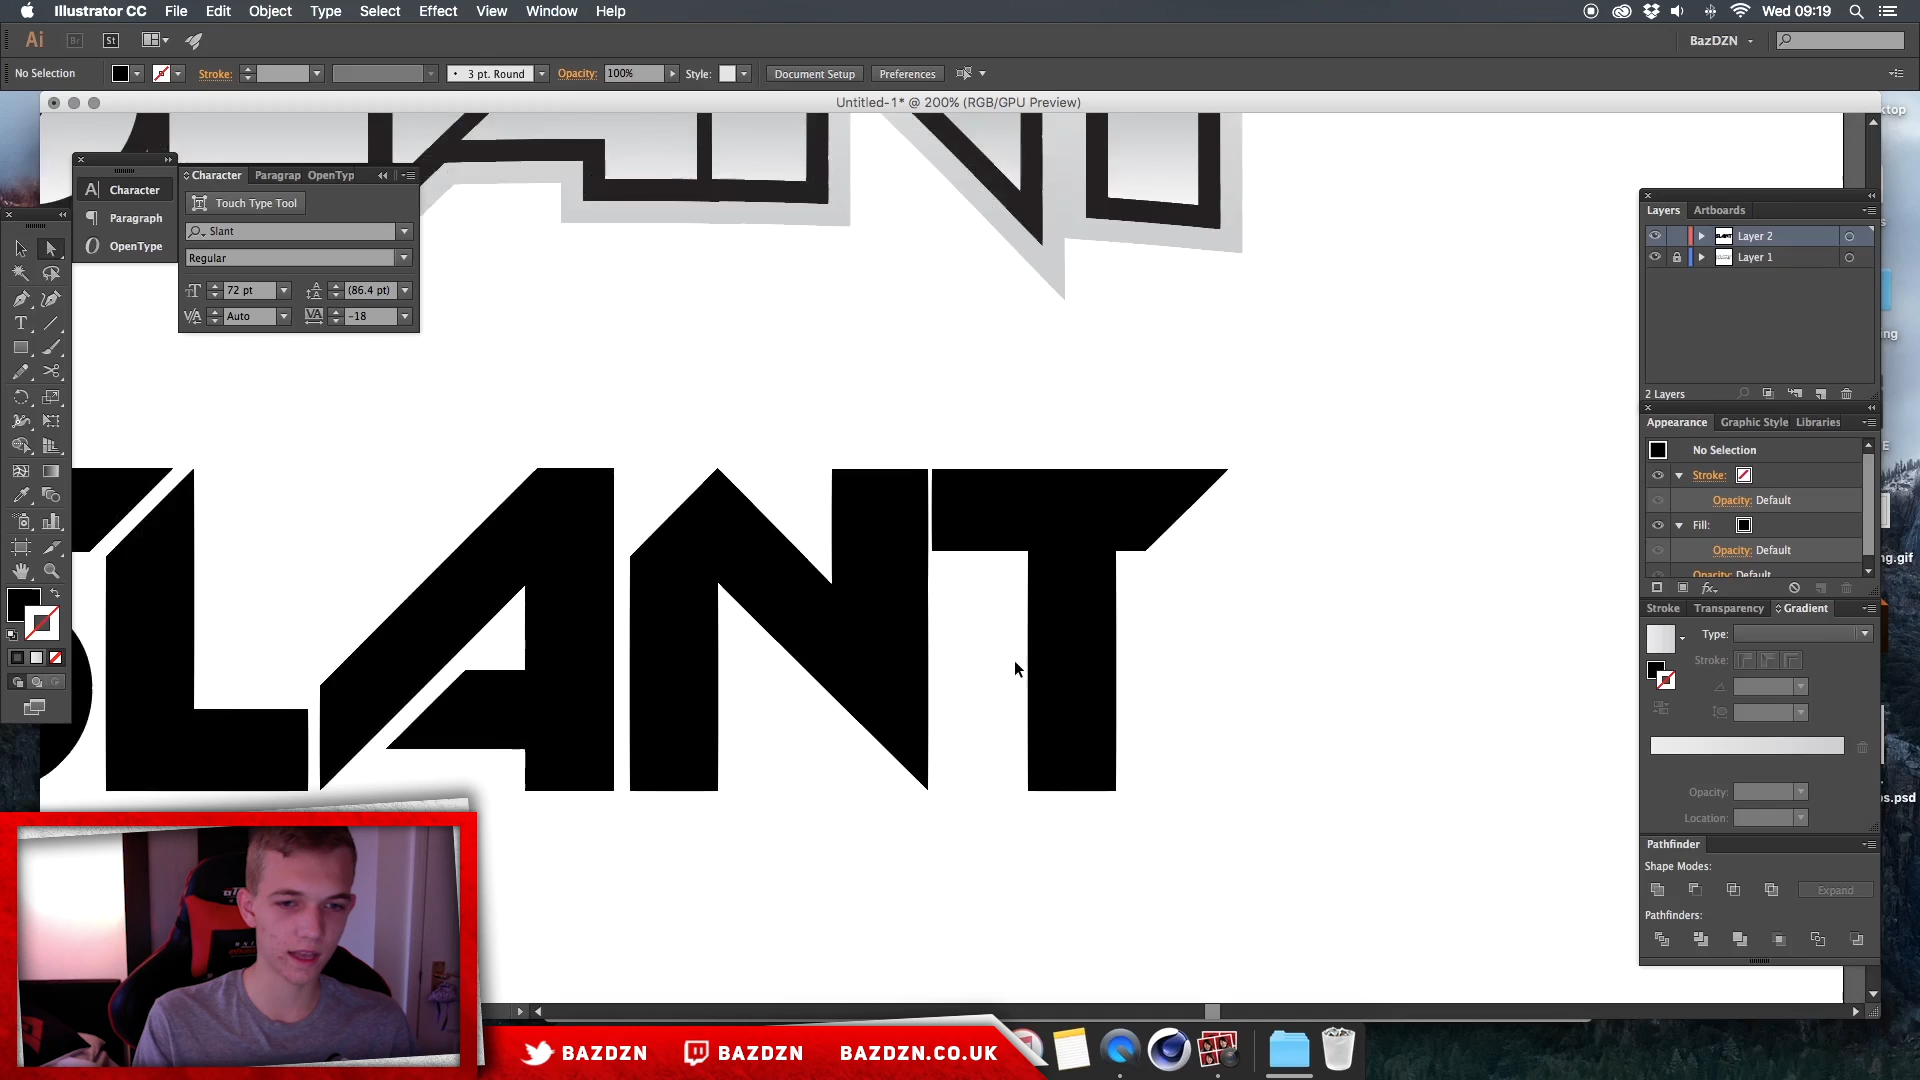 Illustrator CC File Edit Object Type Select Effect View Window Help
Wed 09:19
Ai Br St
BazDZN
No Selection
Stroke:
3 pt. Round
Opacity: 100%
Style:
Document Setup
Preferences
Untitled-1* @ 200% (RGB/GPU Preview)
Character
Paragraph
OpenType
Character Paragrap OpenTyp
Touch Type Tool
Slant
Regular
72 pt
(86.4 pt)
Auto
-18
Layers Artboards
Layer 2
Layer 1
2 Layers
Appearance Graphic Style Libraries
No Selection
Stroke:
Opacity: Default
Fill:
Opacity: Default
Opacity: Default
Stroke Transparency Gradient
Type:
Stroke:
Opacity:
Location:
Pathfinder
Shape Modes:
Expand
Pathfinders:
LANT
BAZDZN
BAZDZN
BAZDZN.CO.UK
ktop
ing
ng.gif
os.psd